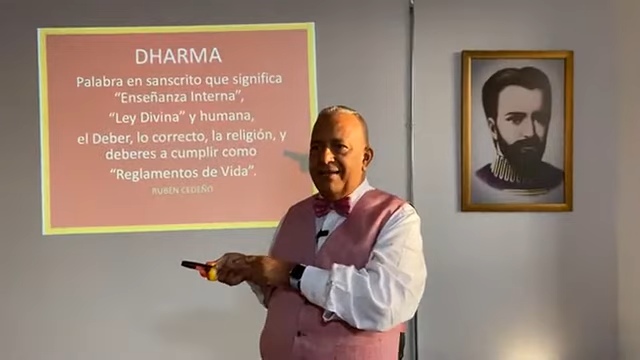 DHARMA
Palabra en sanscrito que significa
“Enseñanza Interna”,
“Ley Divina” y humana,
el Deber, lo correcto, la religión, y
deberes a cumplir como
“Reglamentos de Vida”.
RUBÉN CEDEÑO